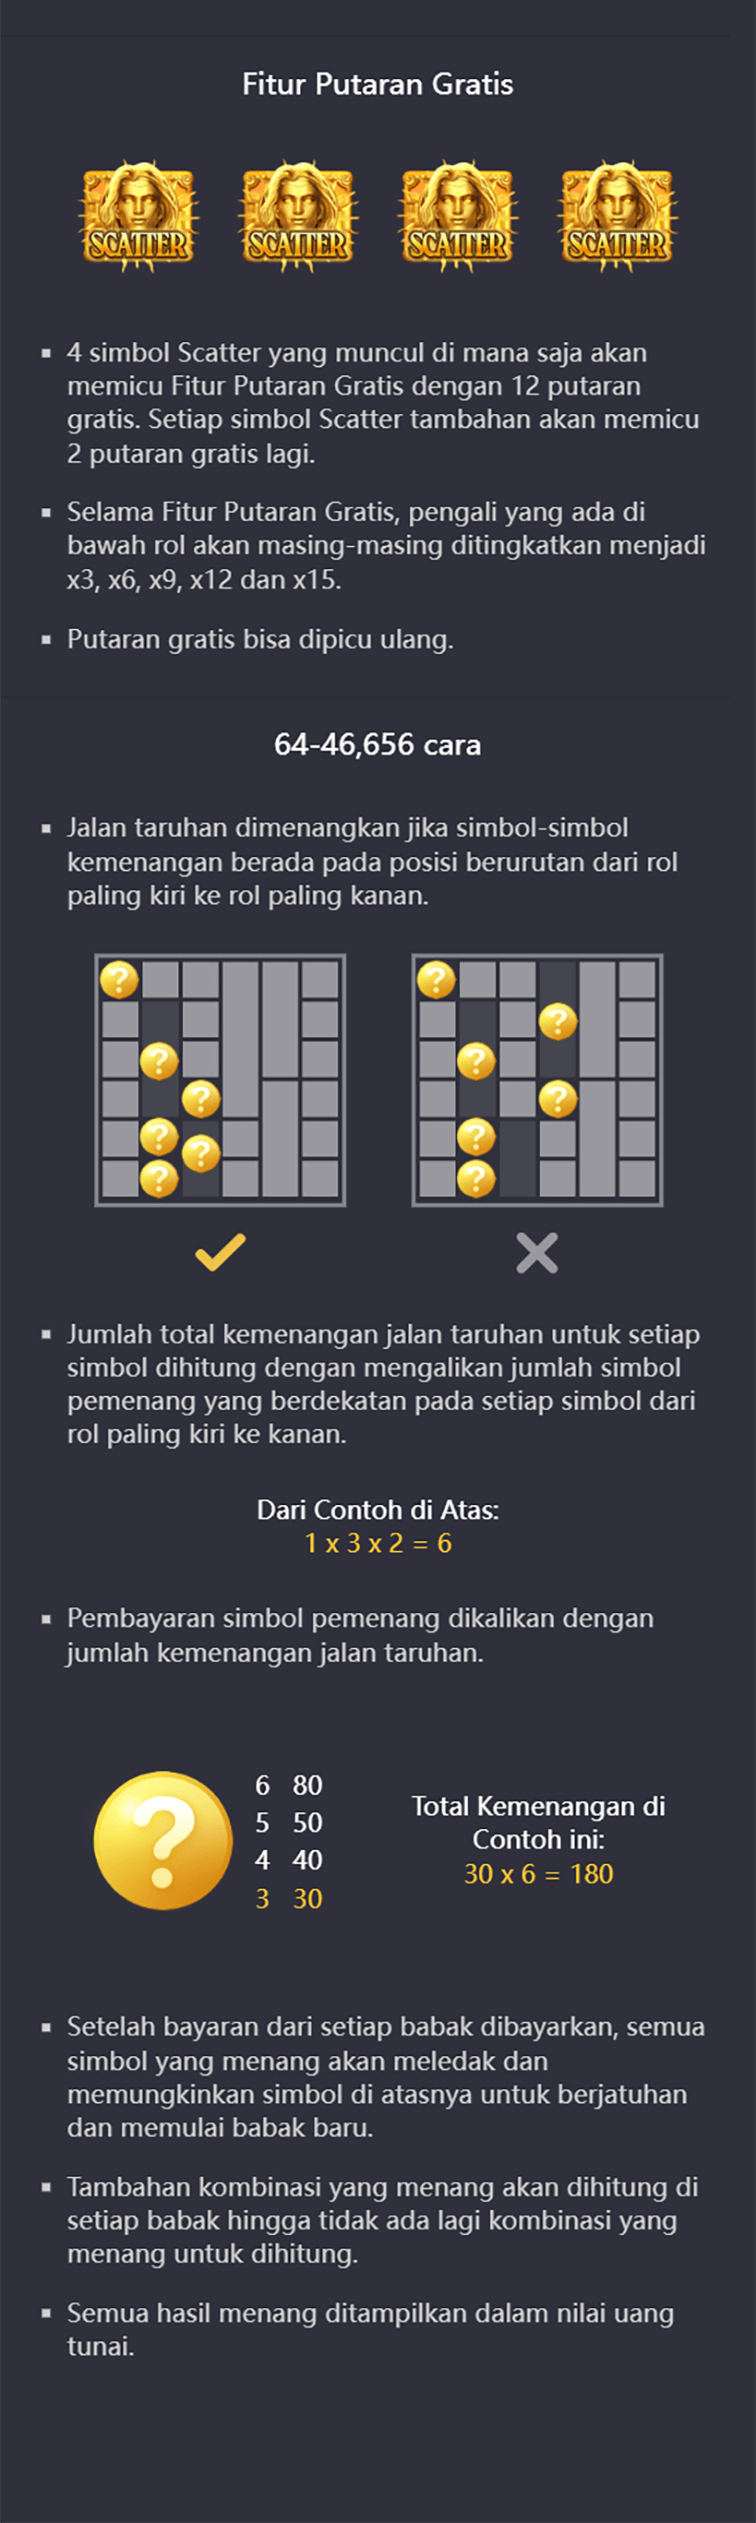 Fitur Putaran Gratis
SCATTER SCATTER SCATTER SCATTER
4 simbol Scatter yang muncul di mana saja akan
memicu Fitur Putaran Gratis dengan 12 putaran
gratis. Setiap simbol Scatter tambahan akan memicu
2 putaran gratis lagi.
Selama Fitur Putaran Gratis, pengali yang ada di
bawah rol akan masing-masing ditingkatkan menjadi
x3, x6, x9, x12 dan x15.
Putaran gratis bisa dipicu ulang.
64-46,656 cara
Jalan taruhan dimenangkan jika simbol-simbol
kemenangan berada pada posisi berurutan dari rol
paling kiri ke rol paling kanan.
? ?
?
? ?
? ?
? ?
?
? ?
Jumlah total kemenangan jalan taruhan untuk setiap
simbol dihitung dengan mengalikan jumlah simbol
pemenang yang berdekatan pada setiap simbol dari
rol paling kiri ke kanan.
Dari Contoh di Atas:
1 x 3 x 2 = 6
Pembayaran simbol pemenang dikalikan dengan
jumlah kemenangan jalan taruhan.
?
6 80
5 50
4 40
3 30
Total Kemenangan di
Contoh ini:
30 x 6 = 180
Setelah bayaran dari setiap babak dibayarkan, semua
simbol yang menang akan meledak dan
memungkinkan simbol di atasnya untuk berjatuhan
dan memulai babak baru.
Tambahan kombinasi yang menang akan dihitung di
setiap babak hingga tidak ada lagi kombinasi yang
menang untuk dihitung.
Semua hasil menang ditampilkan dalam nilai uang
tunai.